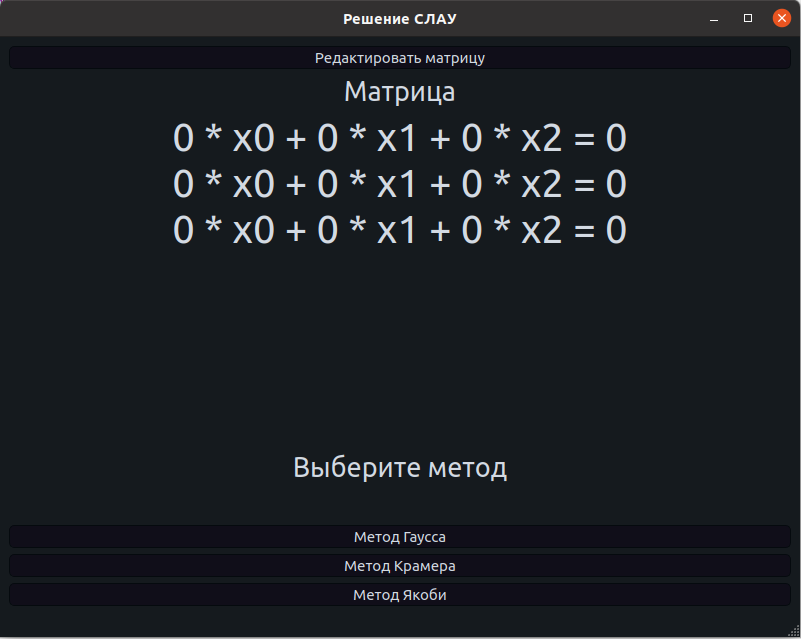 Решение СЛАУ
Редактировать матрицу
Матрица
0 * x0 + 0 * x1 + 0 * x2 = 0
0 * x0 + 0 * x1 + 0 * x2 = 0
0 * x0 + 0 * x1 + 0 * x2 = 0
Выберите метод
Метод Гаусса
Метод Крамера
Метод Якоби